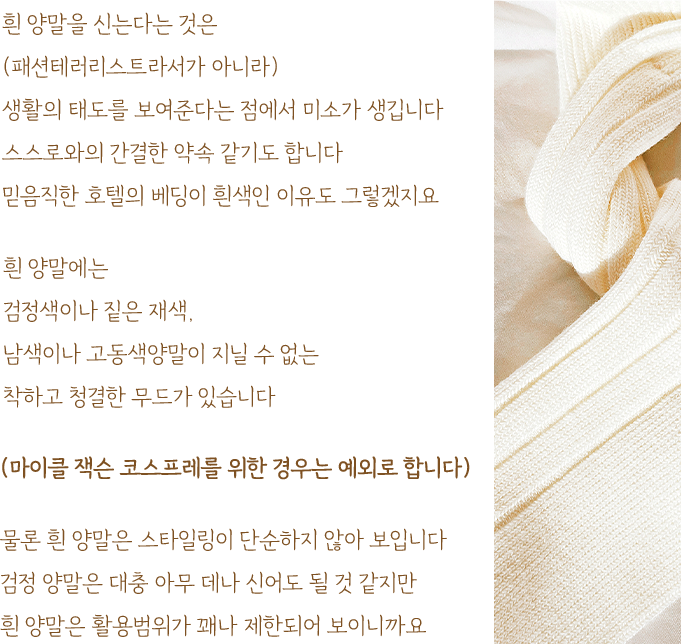 흰 양말을 신는다는 것은
(패션테러리스트라서가 아니라)
생활의 태도를 보여준다는 점에서 미소가 생깁니다
스스로와의 간결한 약속 같기도 합니다
믿음직한 호텔의 베딩이 흰색인 이유도 그렇겠지요
흰 양말에는
검정색이나 짙은 재색,
남색이나 고동색양말이 지닐 수 없는
착하고 청결한 무드가 있습니다
(마이클 잭슨 코스프레를 위한 경우는 예외로 합니다)
물론 흰 양말은 스타일링이 단순하지 않아 보입니다
검정 양말은 대충 아무 데나 신어도 될 것 같지만
흰 양말은 활용범위가 꽤나 제한되어 보이니까요